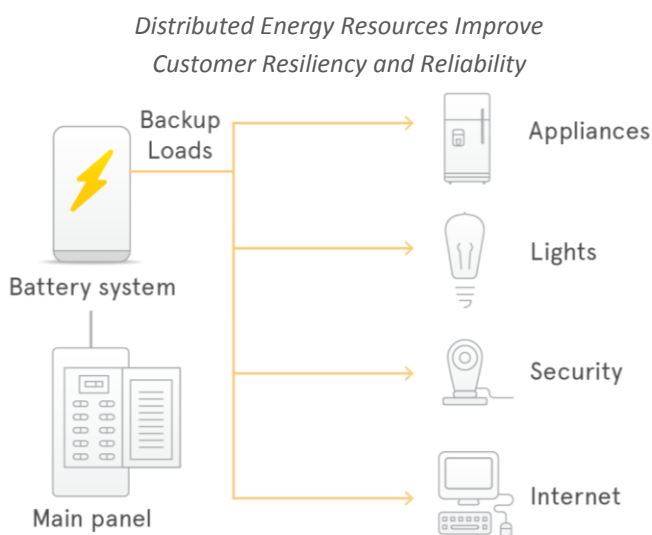 Distributed Energy Resources Improve
Customer Resiliency and Reliability
Backup
Loads
Appliances
Lights
Battery system
Security
Internet
Main panel